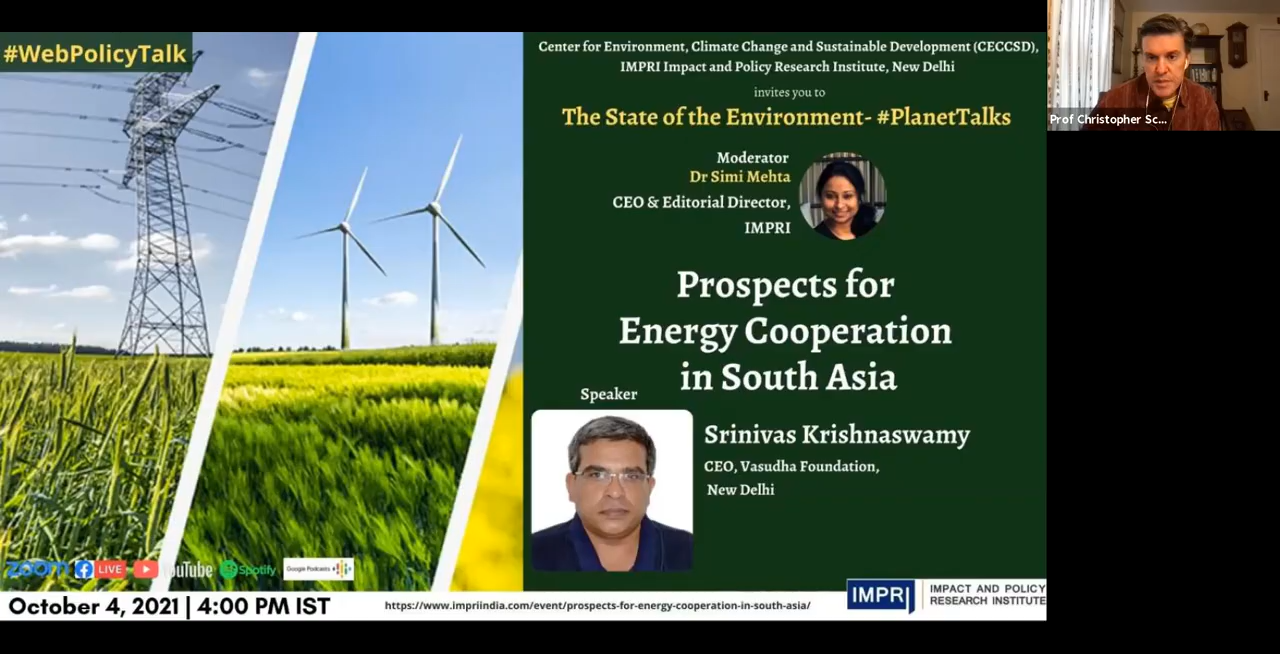 #WebPolicyTalk
Center for Environment, Climate Change and Sustainable Development (CECCSD),
IMPRI Impact and Policy Research Institute, New Delhi
invites you to
The State of the Environment- #PlanetTalks
Moderator
Dr Simi Mehta
CEO & Editorial Director,
IMPRI
Prospects for
Energy Cooperation
in South Asia
Speaker
Srinivas Krishnaswamy
CEO, Vasudha Foundation,
New Delhi
zoom LIVE YouTube Spotify Google Podcasts
October 4, 2021 | 4:00 PM IST
https://www.impriindia.com/event/prospects-for-energy-cooperation-in-south-asia/
IMPRI
IMPACT AND POLICY
RESEARCH INSTITUTE
Prof Christopher Sc...